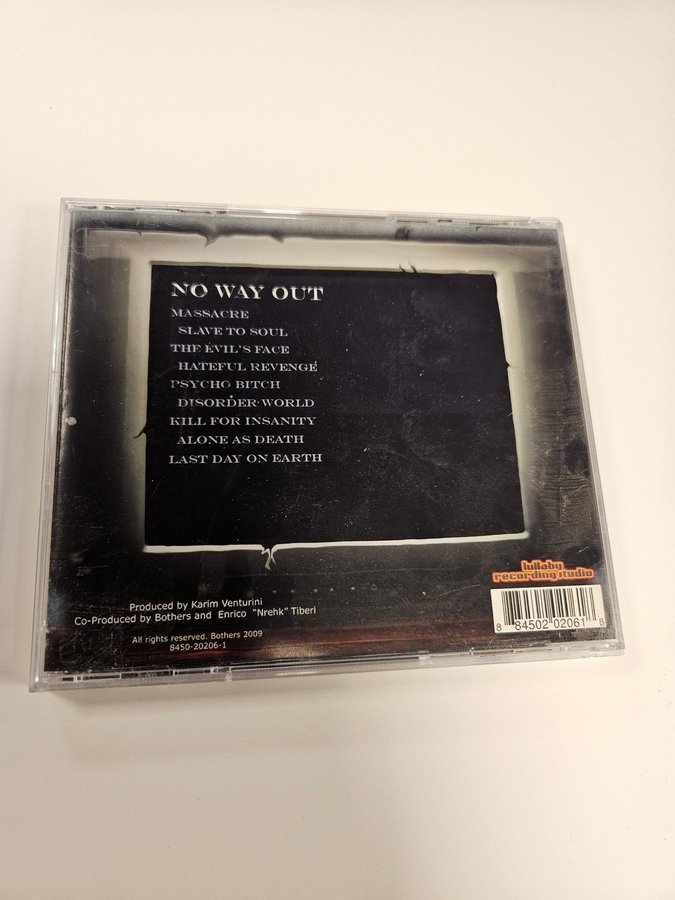 NO WAY OUT
MASSACRE
SLAVE TO SOUL
THE EVIL'S FACE
HATEFUL REVENGE
PSYCHO BITCH
DISORDER WORLD
KILL FOR INSANITY
ALONE AS DEATH
LAST DAY ON EARTH
lullaby
recording studio
Produced by Karim Venturini
Co-Produced by Bothers and Enrico "Nrehk" Tiberi
All rights reserved. Bothers 2009
8450-20206-1
8 84502 02061 8